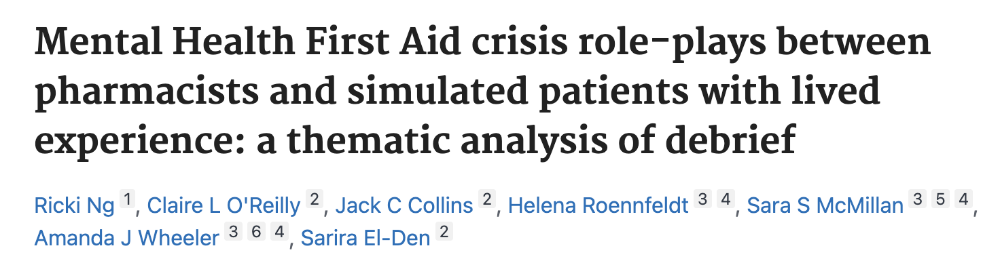 Mental Health First Aid crisis role-plays between
pharmacists and simulated patients with lived
experience: a thematic analysis of debrief
Ricki Ng 1, Claire L O'Reilly 2, Jack C Collins 2, Helena Roennfeldt 3 4, Sara S McMillan 3 5 4,
Amanda J Wheeler 3 6 4, Sarira El-Den 2